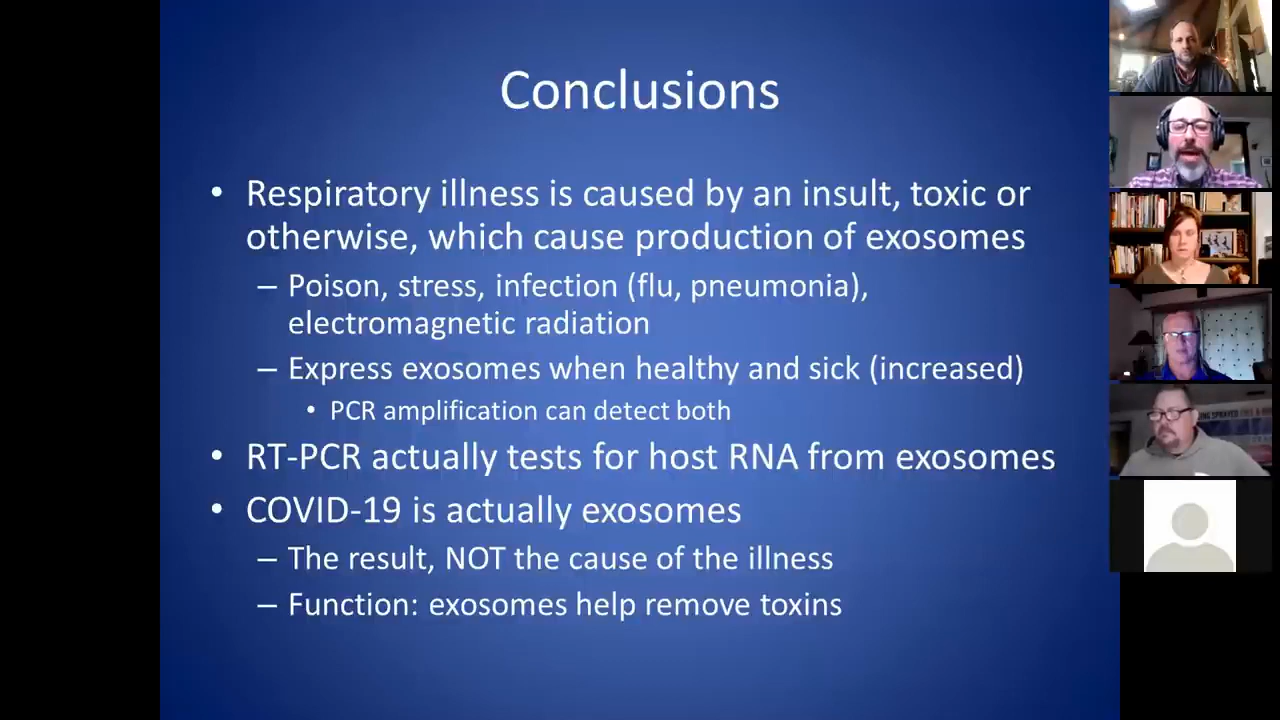 Conclusions
• Respiratory illness is caused by an insult, toxic or
otherwise, which cause production of exosomes
– Poison, stress, infection (flu, pneumonia),
electromagnetic radiation
– Express exosomes when healthy and sick (increased)
• PCR amplification can detect both
• RT-PCR actually tests for host RNA from exosomes
• COVID-19 is actually exosomes
– The result, NOT the cause of the illness
– Function: exosomes help remove toxins
SPRAYED